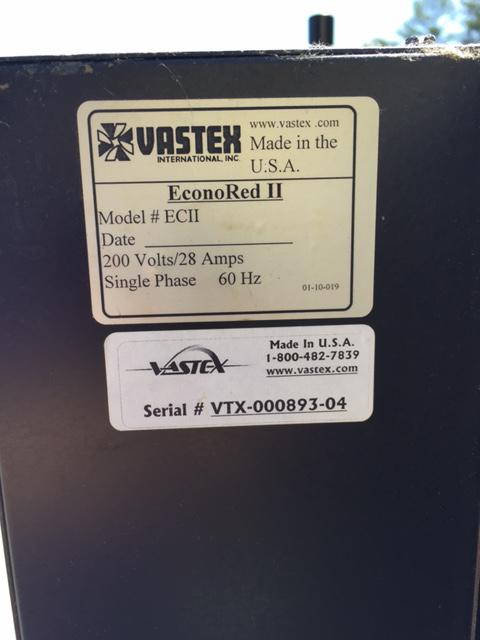 VASTEX
INTERNATIONAL, INC.
www.vastex .com
Made in the
U.S.A.
EconoRed II
Model # ECII
Date
200 Volts/28 Amps
Single Phase 60 Hz
01-10-019
VASTEX
Made In U.S.A.
1-800-482-7839
www.vastex.com
Serial # VTX-000893-04